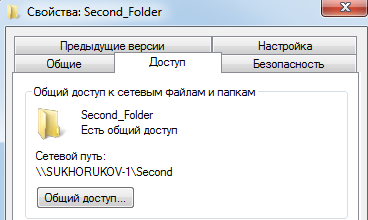 Свойства: Second_Folder
Предыдущие версии
Настройка
Общие
Доступ
Безопасность
Общий доступ к сетевым файлам и папкам
Second_Folder
Есть общий доступ
Сетевой путь:
\\SUKHORUKOV-1\Second
Общий доступ...